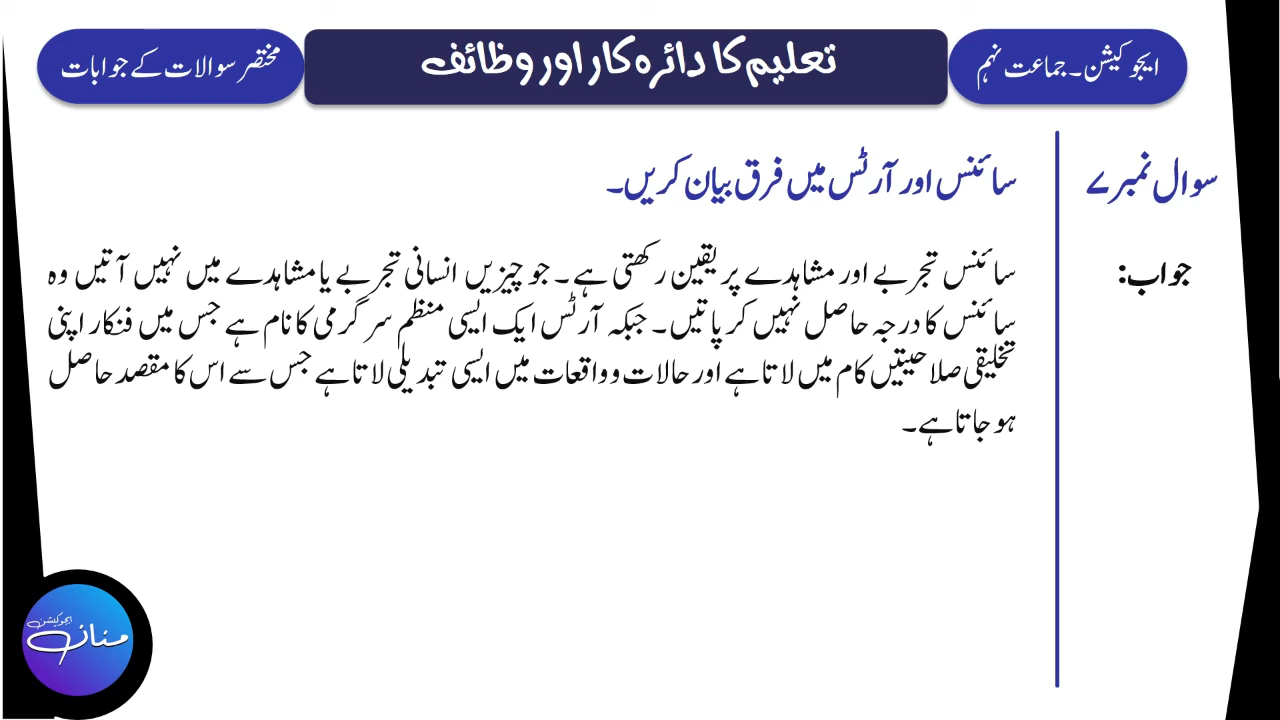 ایجوکیشن۔ جماعت نہم
تعلیم کا دائرہ کار اور وظائف
مختصر سوالات کے جوابات
سوال نمبر ۷
سائنس اور آرٹس میں فرق بیان کریں۔
جواب:
سائنس تجربے اور مشاہدے پر یقین رکھتی ہے۔ جو چیزیں انسانی تجربے یا مشاہدے میں نہیں آتیں وہ
سائنس کا درجہ حاصل نہیں کر پاتیں۔ جبکہ آرٹس ایک ایسی منظم سرگرمی کا نام ہے جس میں فنکار اپنی
تخلیقی صلاحیتیں کام میں لاتا ہے اور حالات و واقعات میں ایسی تبدیلی لاتا ہے جس سے اس کا مقصد حاصل
ہو جاتا ہے۔
ایجوکیشن
منان